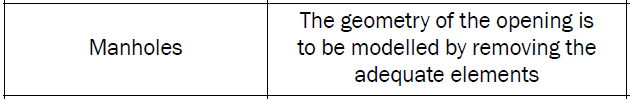 Manholes
The geometry of the opening is
to be modelled by removing the
adequate elements